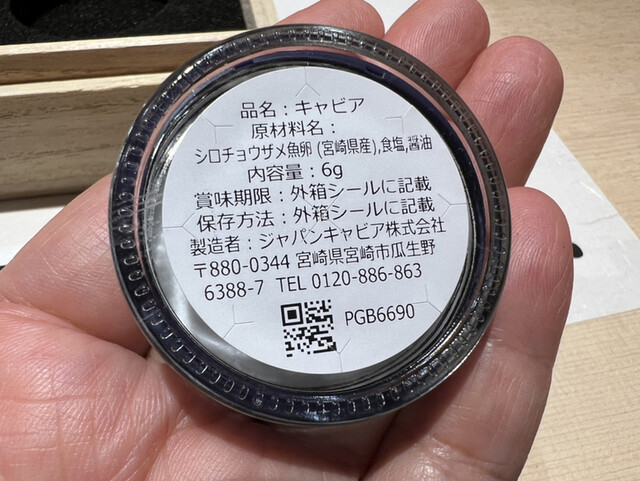 品名：キャビア
原材料名：
シロチョウザメ魚卵 (宮崎県産),食塩,醤油
内容量：6g
賞味期限：外箱シールに記載
保存方法：外箱シールに記載
製造者：ジャパンキャビア株式会社
〒880-0344 宮崎県宮崎市瓜生野
6388-7 TEL 0120-886-863
PGB6690